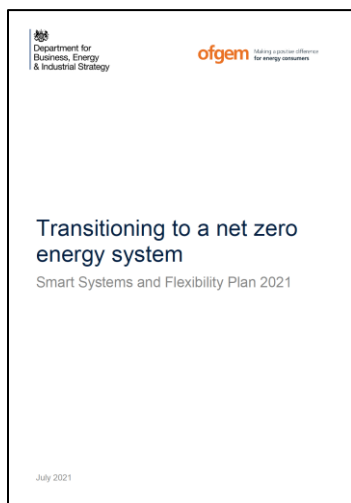 Department for
Business, Energy
& Industrial Strategy
ofgem
Making a positive difference
for energy consumers
Transitioning to a net zero
energy system
Smart Systems and Flexibility Plan 2021
July 2021